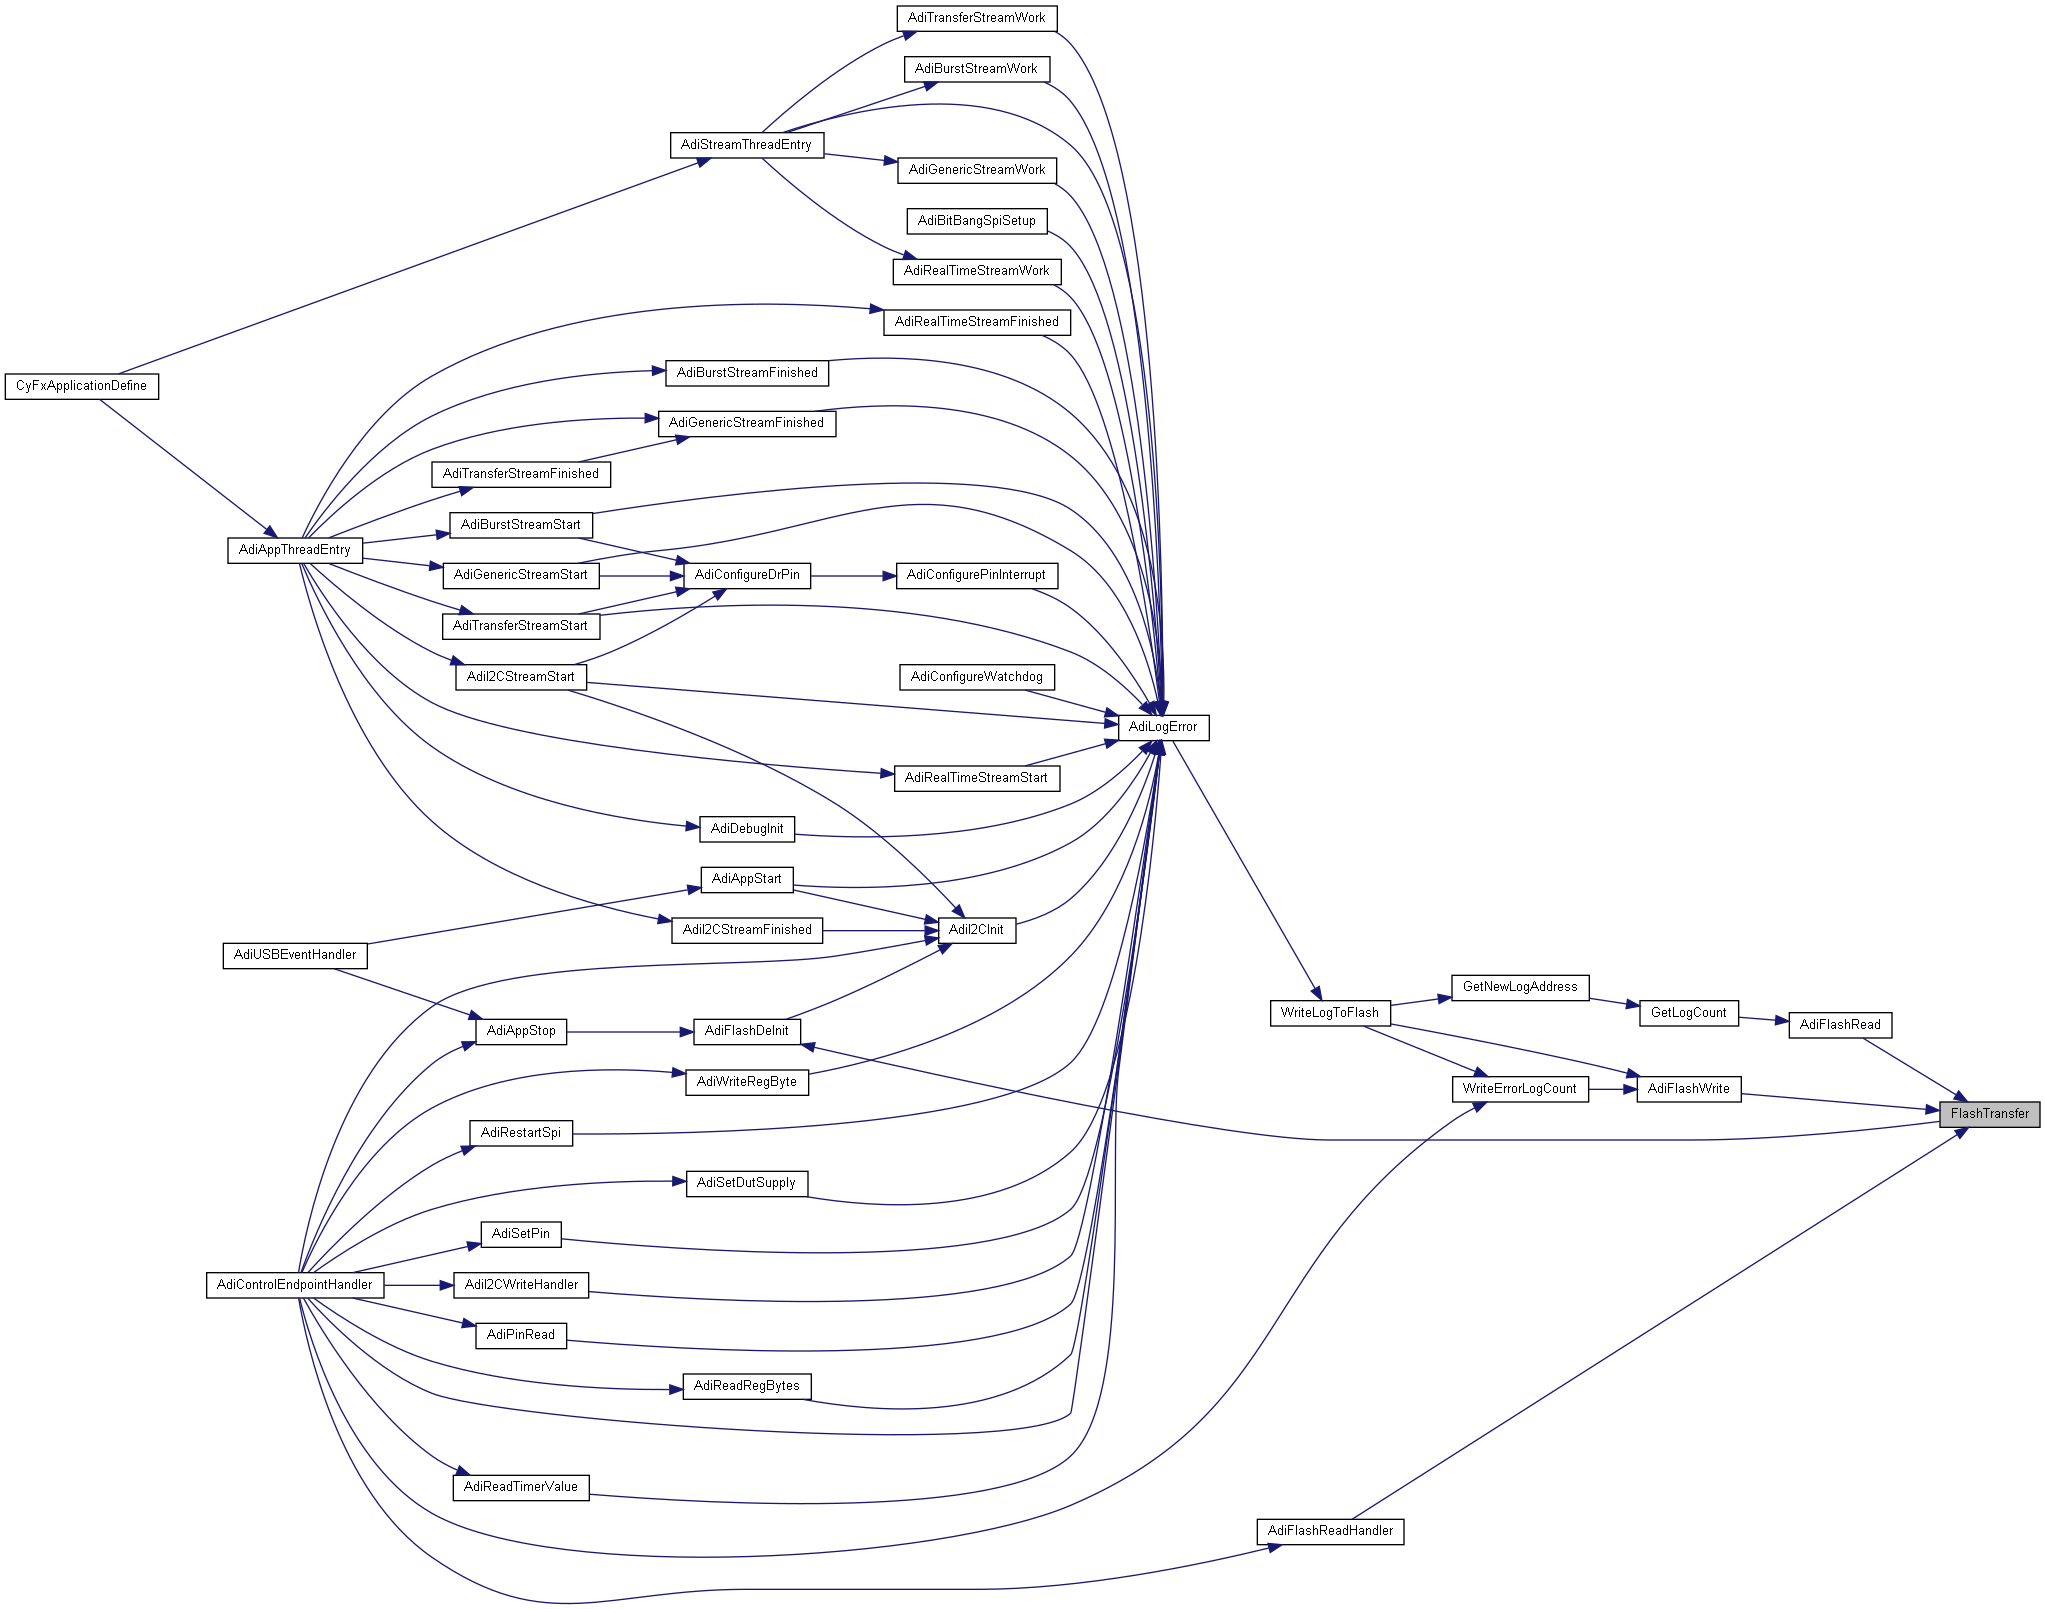 AdiTransferStreamWork
AdiBurstStreamWork
AdiStreamThreadEntry
AdiGenericStreamWork
AdiBitBangSpiSetup
AdiRealTimeStreamWork
AdiRealTimeStreamFinished
CyFxApplicationDefine
AdiBurstStreamFinished
AdiGenericStreamFinished
AdiTransferStreamFinished
AdiBurstStreamStart
AdiAppThreadEntry
AdiGenericStreamStart
AdiConfigureDrPin
AdiConfigurePinInterrupt
AdiTransferStreamStart
AdiI2CStreamStart
AdiConfigureWatchdog
AdiLogError
AdiRealTimeStreamStart
AdiDebugInit
AdiAppStart
AdiI2CStreamFinished
AdiI2CInit
AdiUSBEventHandler
GetNewLogAddress
WriteLogToFlash
GetLogCount
AdiFlashRead
AdiAppStop
AdiFlashDeInit
AdiWriteRegByte
WriteErrorLogCount
AdiFlashWrite
FlashTransfer
AdiRestartSpi
AdiSetDutSupply
AdiSetPin
AdiControlEndpointHandler
AdiI2CWriteHandler
AdiPinRead
AdiReadRegBytes
AdiReadTimerValue
AdiFlashReadHandler